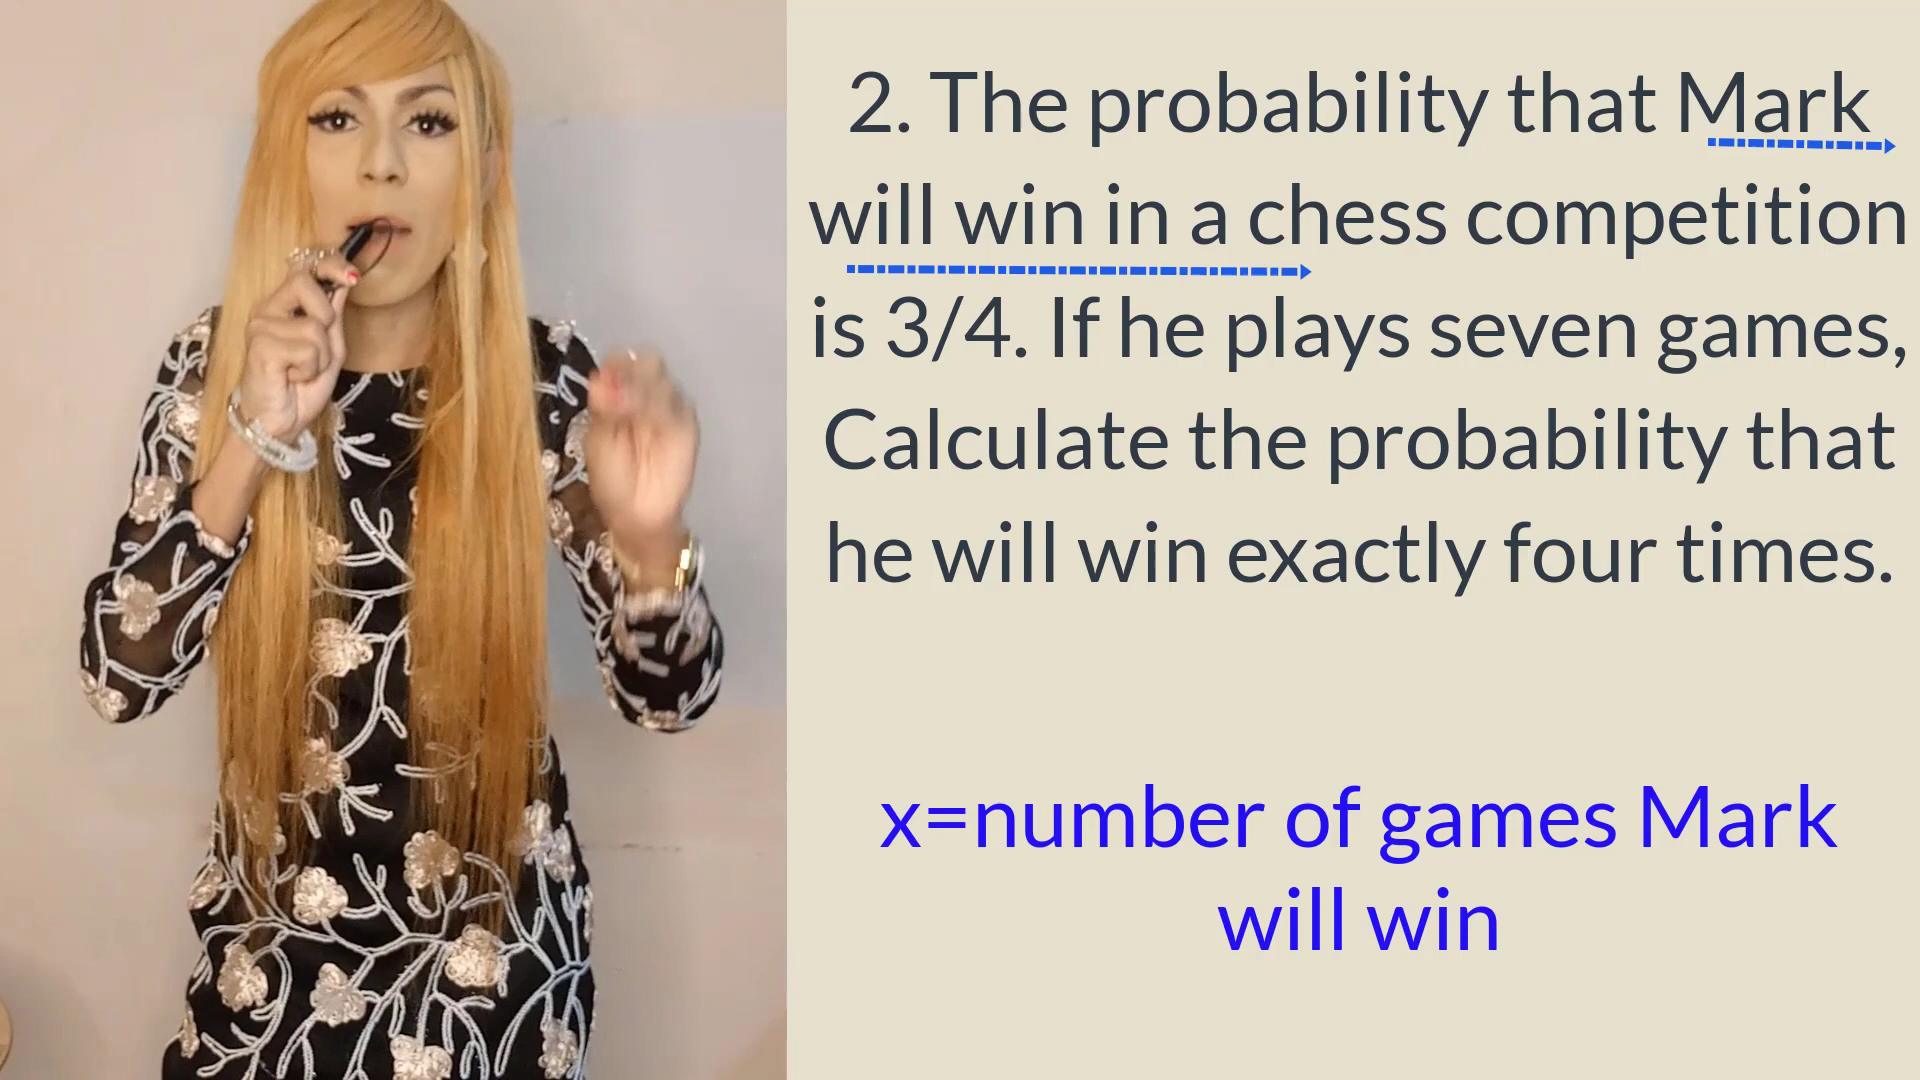 2. The probability that Mark
will win in a chess competition
is 3/4. If he plays seven games,
Calculate the probability that
he will win exactly four times.
x=number of games Mark
will win